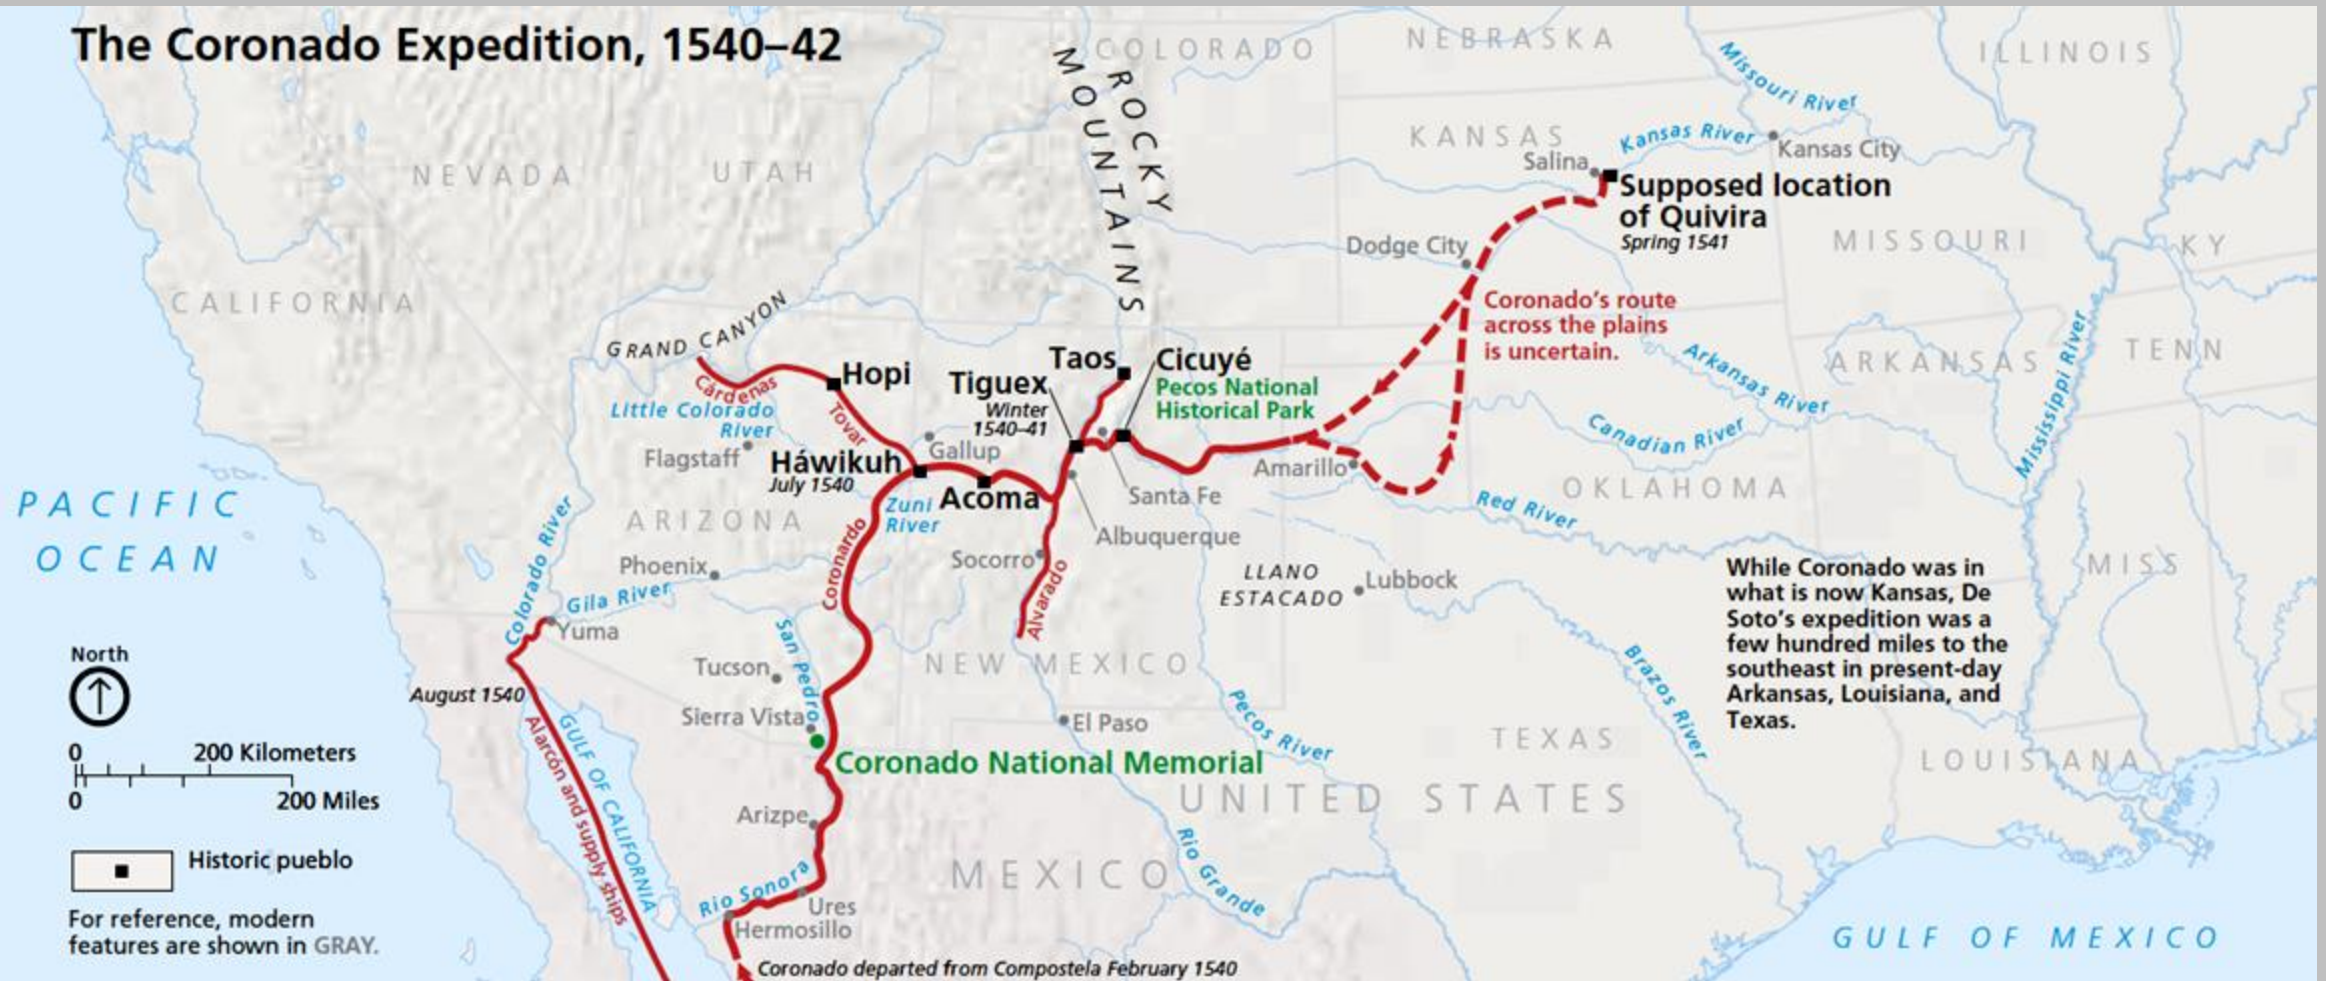 The Coronado Expedition, 1540–42
COLORADO
NEBRASKA
ILLINOIS
ROCKY
MOUNTAINS
Missouri River
KANSAS
Kansas River
Kansas City
Salina
NEVADA
UTAH
Supposed location
of Quivira
Spring 1541
MISSOURI
KY
Dodge City
CALIFORNIA
GRAND CANYON
Coronado's route
across the plains
is uncertain.
Arkansas River
ARKANSAS
Mississippi River
TENN
Cárdenas
Hopi
Taos
Cicuyé
Pecos National
Historical Park
Tiguex
Winter
1540–41
Little Colorado
River
Tovar
Flagstaff
Gallup
Háwikuh
July 1540
Canadian River
Amarillo
Acoma
Zuni
River
Santa Fe
OKLAHOMA
Red River
PACIFIC
OCEAN
Colorado River
ARIZONA
Coronardo
Albuquerque
Socorro
Phoenix
Alvarado
LLANO
ESTACADO
Lubbock
MISS
While Coronado was in
what is now Kansas, De
Soto's expedition was a
few hundred miles to the
southeast in present-day
Arkansas, Louisiana, and
Texas.
Gila River
Yuma
San Pedro
NEW MEXICO
North
Tucson
August 1540
Sierra Vista
El Paso
Pecos River
Brazos River
TEXAS
Coronado National Memorial
LOUISIANA
UNITED STATES
0 200 Kilometers
0 200 Miles
Alarcón and supply ships
GULF OF CALIFORNIA
Arizpe
Historic pueblo
MEXICO
Rio Grande
Rio Sonora
Ures
Hermosillo
For reference, modern
features are shown in GRAY.
GULF OF MEXICO
Coronado departed from Compostela February 1540